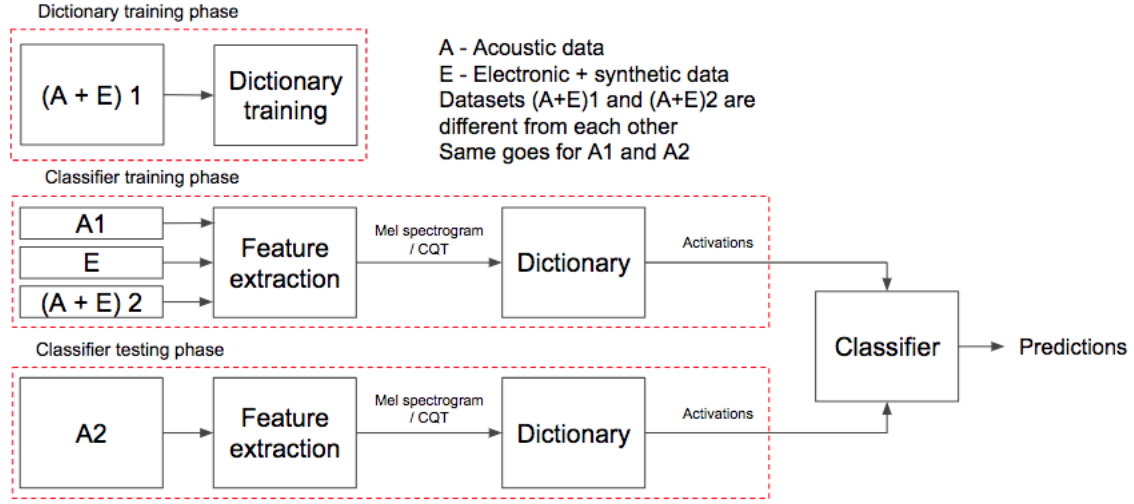 Dictionary training phase
(A + E) 1
Dictionary
training
A - Acoustic data
E - Electronic + synthetic data
Datasets (A+E)1 and (A+E)2 are
different from each other
Same goes for A1 and A2
Classifier training phase
A1
E
(A + E) 2
Feature
extraction
Mel spectrogram
/ CQT
Dictionary
Activations
Classifier
Predictions
Classifier testing phase
A2
Feature
extraction
Mel spectrogram
/ CQT
Dictionary
Activations